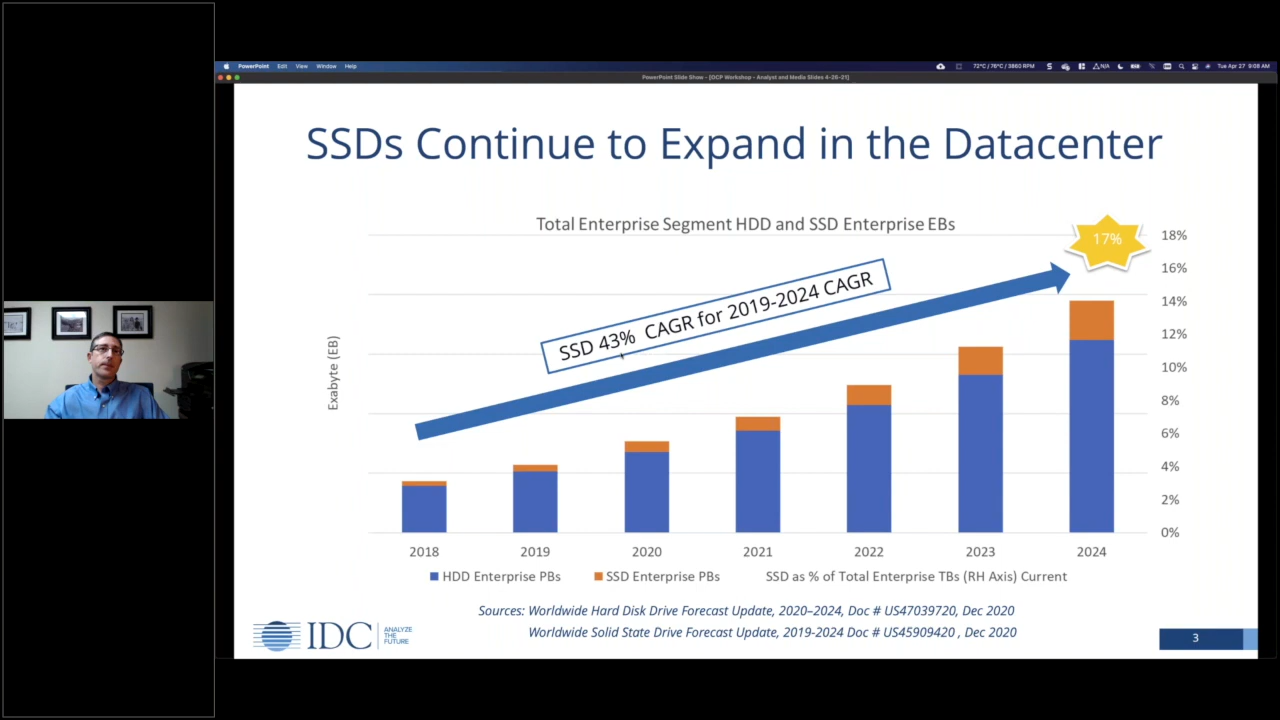 PowerPoint Edit View Window Help
72°C / 76°C / 3860 RPM
N/A
Tue Apr 27 9:08 AM
PowerPoint Slide Show - [OCP Workshop - Analyst and Media Slides 4-26-21]
SSDs Continue to Expand in the Datacenter
Total Enterprise Segment HDD and SSD Enterprise EBs
17%
SSD 43% CAGR for 2019-2024 CAGR
Exabyte (EB)
18%
16%
14%
12%
10%
8%
6%
4%
2%
0%
2018 2019 2020 2021 2022 2023 2024
HDD Enterprise PBs SSD Enterprise PBs SSD as % of Total Enterprise TBs (RH Axis) Current
Sources: Worldwide Hard Disk Drive Forecast Update, 2020–2024, Doc # US47039720, Dec 2020
Worldwide Solid State Drive Forecast Update, 2019-2024 Doc # US45909420 , Dec 2020
IDC
ANALYZE
THE
FUTURE
3